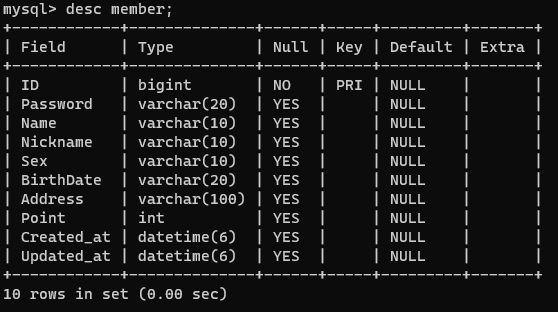 mysql> desc member;
+------------+--------------+------+-----+---------+-------+
| Field      | Type         | Null | Key | Default | Extra |
+------------+--------------+------+-----+---------+-------+
| ID         | bigint       | NO   | PRI | NULL    |       |
| Password   | varchar(20)  | YES  |     | NULL    |       |
| Name       | varchar(10)  | YES  |     | NULL    |       |
| Nickname   | varchar(10)  | YES  |     | NULL    |       |
| Sex        | varchar(10)  | YES  |     | NULL    |       |
| BirthDate  | varchar(20)  | YES  |     | NULL    |       |
| Address    | varchar(100) | YES  |     | NULL    |       |
| Point      | int          | YES  |     | NULL    |       |
| Created_at | datetime(6)  | YES  |     | NULL    |       |
| Updated_at | datetime(6)  | YES  |     | NULL    |       |
+------------+--------------+------+-----+---------+-------+
10 rows in set (0.00 sec)